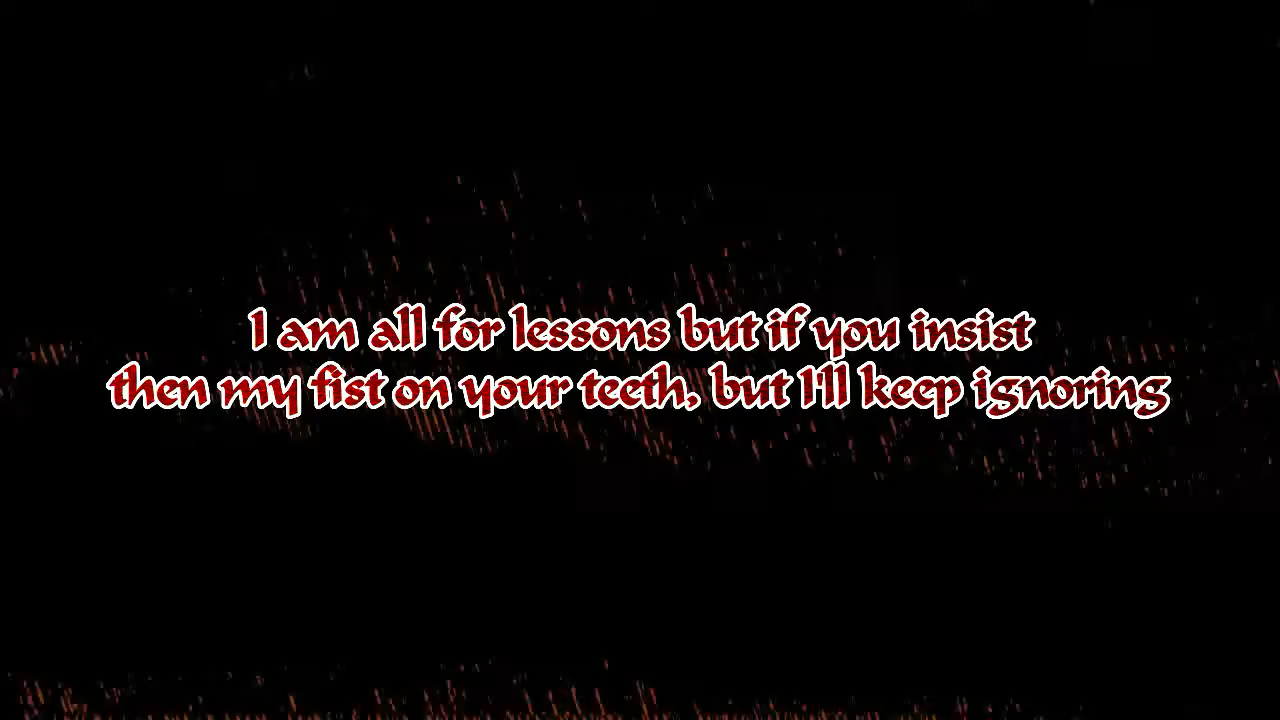 I am all for lessons but if you insist
then my fist on your teeth, but I'll keep ignoring